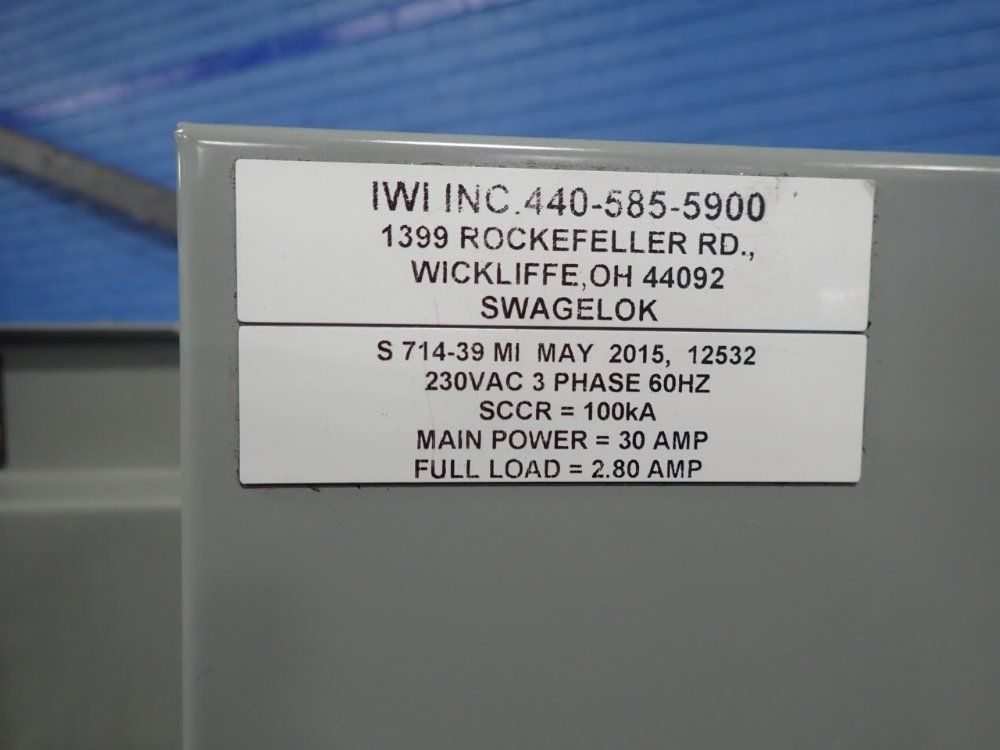 IWI INC.440-585-5900
1399 ROCKEFELLER RD.,
WICKLIFFE,OH 44092
SWAGELOK
S 714-39 MI MAY 2015, 12532
230VAC 3 PHASE 60HZ
SCCR = 100kA
MAIN POWER = 30 AMP
FULL LOAD = 2.80 AMP